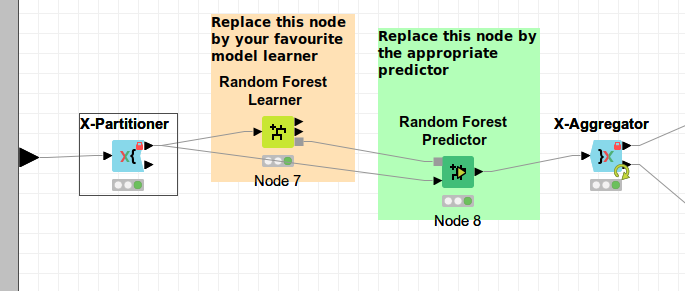 Replace this node
by your favourite
model learner
Replace this node by
the appropriate
predictor
Random Forest
Learner
X-Partitioner
Random Forest
Predictor
X-Aggregator
X{
}X
Node 7
Node 8